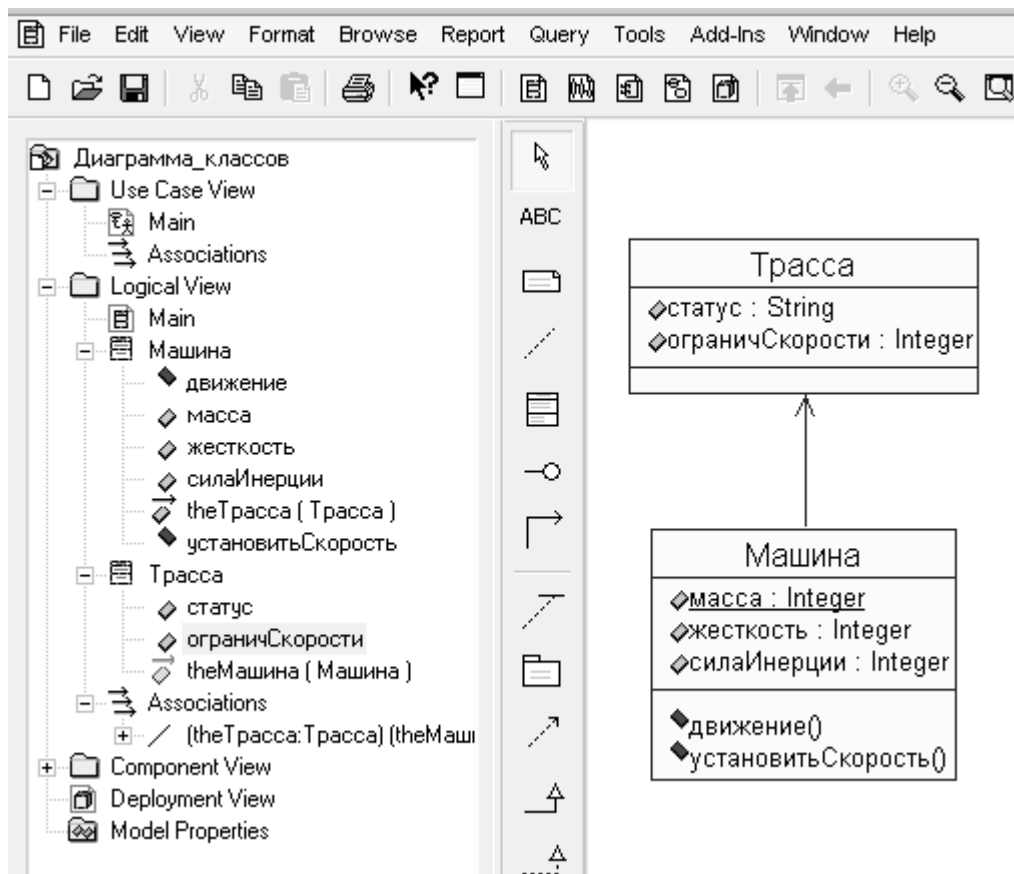 File Edit View Format Browse Report Query Tools Add-Ins Window Help
Диаграмма_классов
Use Case View
Main
Associations
Logical View
Main
Машина
движение
масса
жесткость
силаИнерции
theТрасса ( Трасса )
установитьСкорость
Трасса
статус
ограничСкорости
theМашина ( Машина )
Associations
(theТрасса:Трасса) (theМаши
Component View
Deployment View
Model Properties
ABC
Трасса
статус : String
ограничСкорости : Integer
Машина
масса : Integer
жесткость : Integer
силаИнерции : Integer
движение()
установитьСкорость()